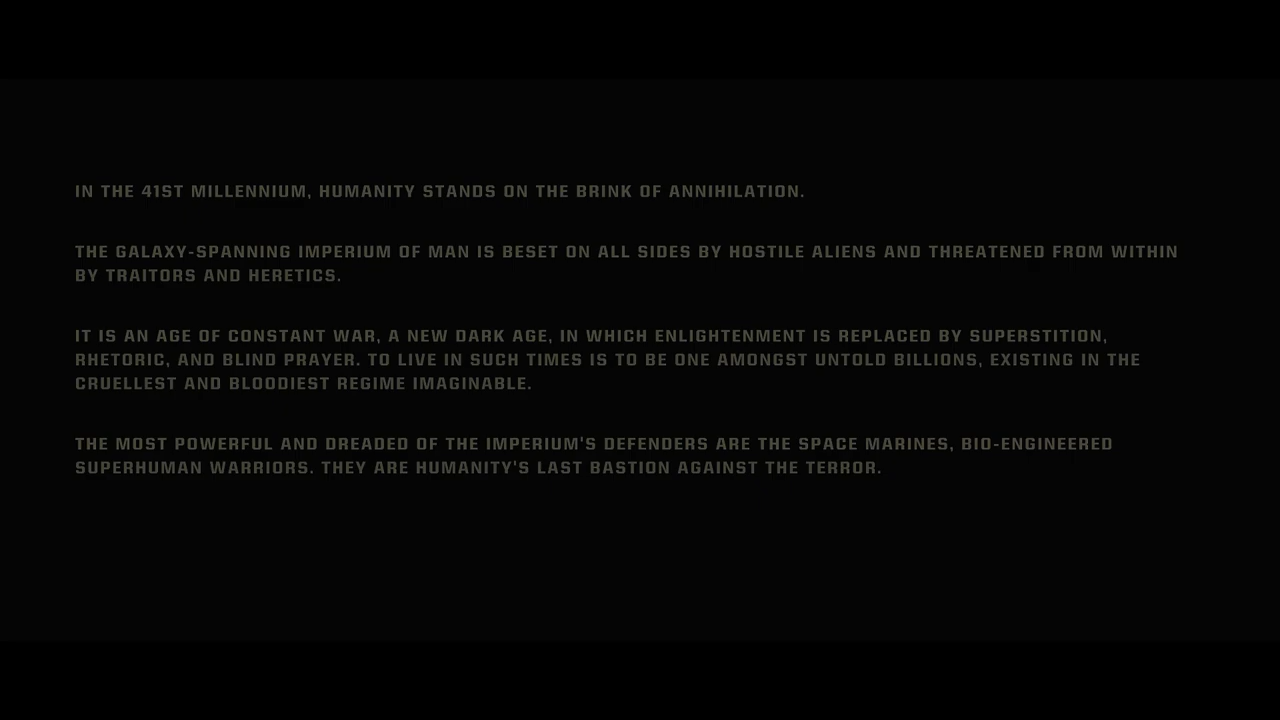 IN THE 41ST MILLENNIUM, HUMANITY STANDS ON THE BRINK OF ANNIHILATION.
THE GALAXY-SPANNING IMPERIUM OF MAN IS BESET ON ALL SIDES BY HOSTILE ALIENS AND THREATENED FROM WITHIN
BY TRAITORS AND HERETICS.
IT IS AN AGE OF CONSTANT WAR, A NEW DARK AGE, IN WHICH ENLIGHTENMENT IS REPLACED BY SUPERSTITION,
RHETORIC, AND BLIND PRAYER. TO LIVE IN SUCH TIMES IS TO BE ONE AMONGST UNTOLD BILLIONS, EXISTING IN THE
CRUELLEST AND BLOODIEST REGIME IMAGINABLE.
THE MOST POWERFUL AND DREADED OF THE IMPERIUM'S DEFENDERS ARE THE SPACE MARINES, BIO-ENGINEERED
SUPERHUMAN WARRIORS. THEY ARE HUMANITY'S LAST BASTION AGAINST THE TERROR.